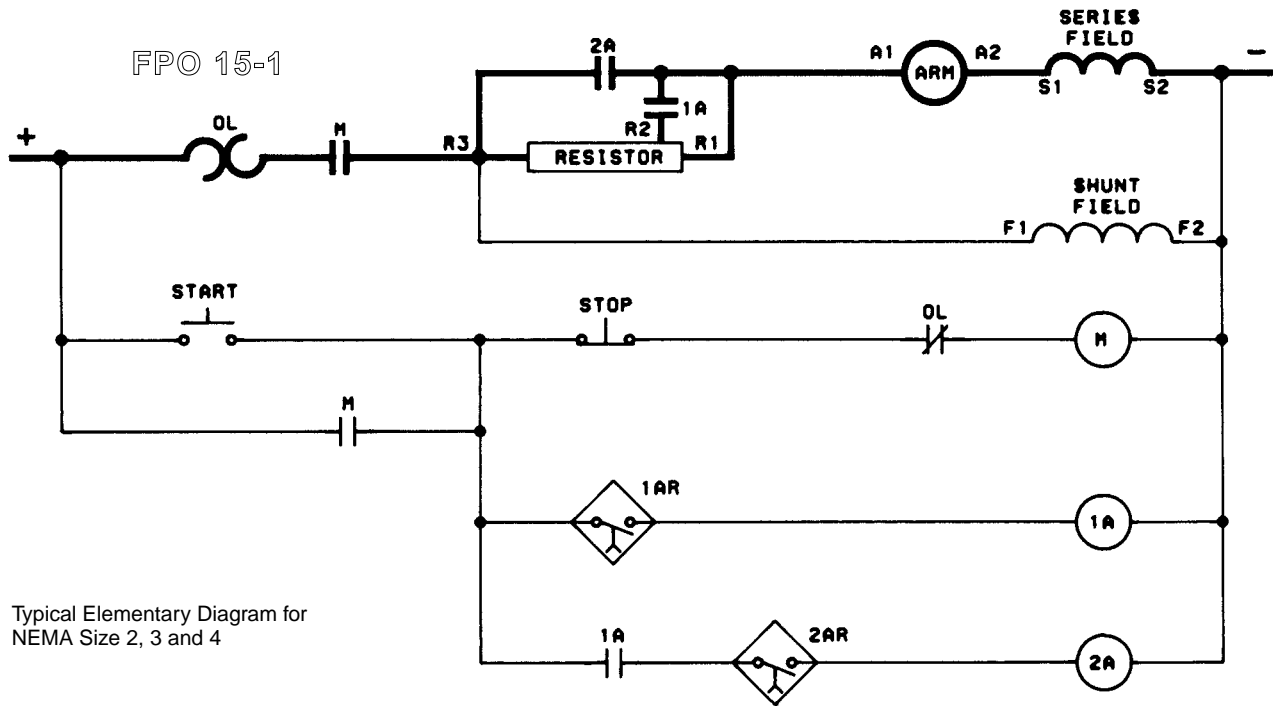 FPO 15-1
SERIES
FIELD
2A
A1
ARM
A2
−
S1
S2
1A
OL
M
+
R3
R2
R1
RESISTOR
SHUNT
FIELD
F1
F2
START
STOP
OL
M
M
1AR
1A
Typical Elementary Diagram for
NEMA Size 2, 3 and 4
1A
2AR
2A